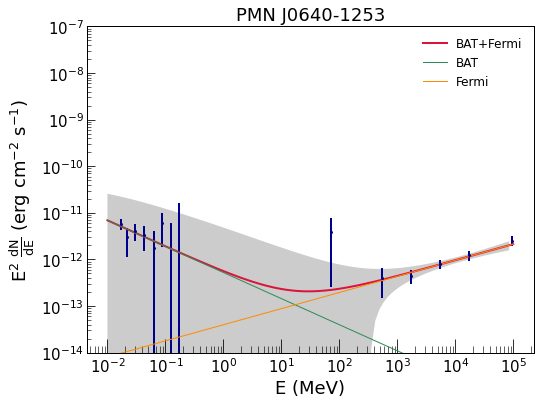 PMN J0640-1253
BAT+Fermi
BAT
Fermi
E² dN/dE (erg cm⁻² s⁻¹)
10⁻⁷
10⁻⁸
10⁻⁹
10⁻¹⁰
10⁻¹¹
10⁻¹²
10⁻¹³
10⁻¹⁴
10⁻² 10⁻¹ 10⁰ 10¹ 10² 10³ 10⁴ 10⁵
E (MeV)